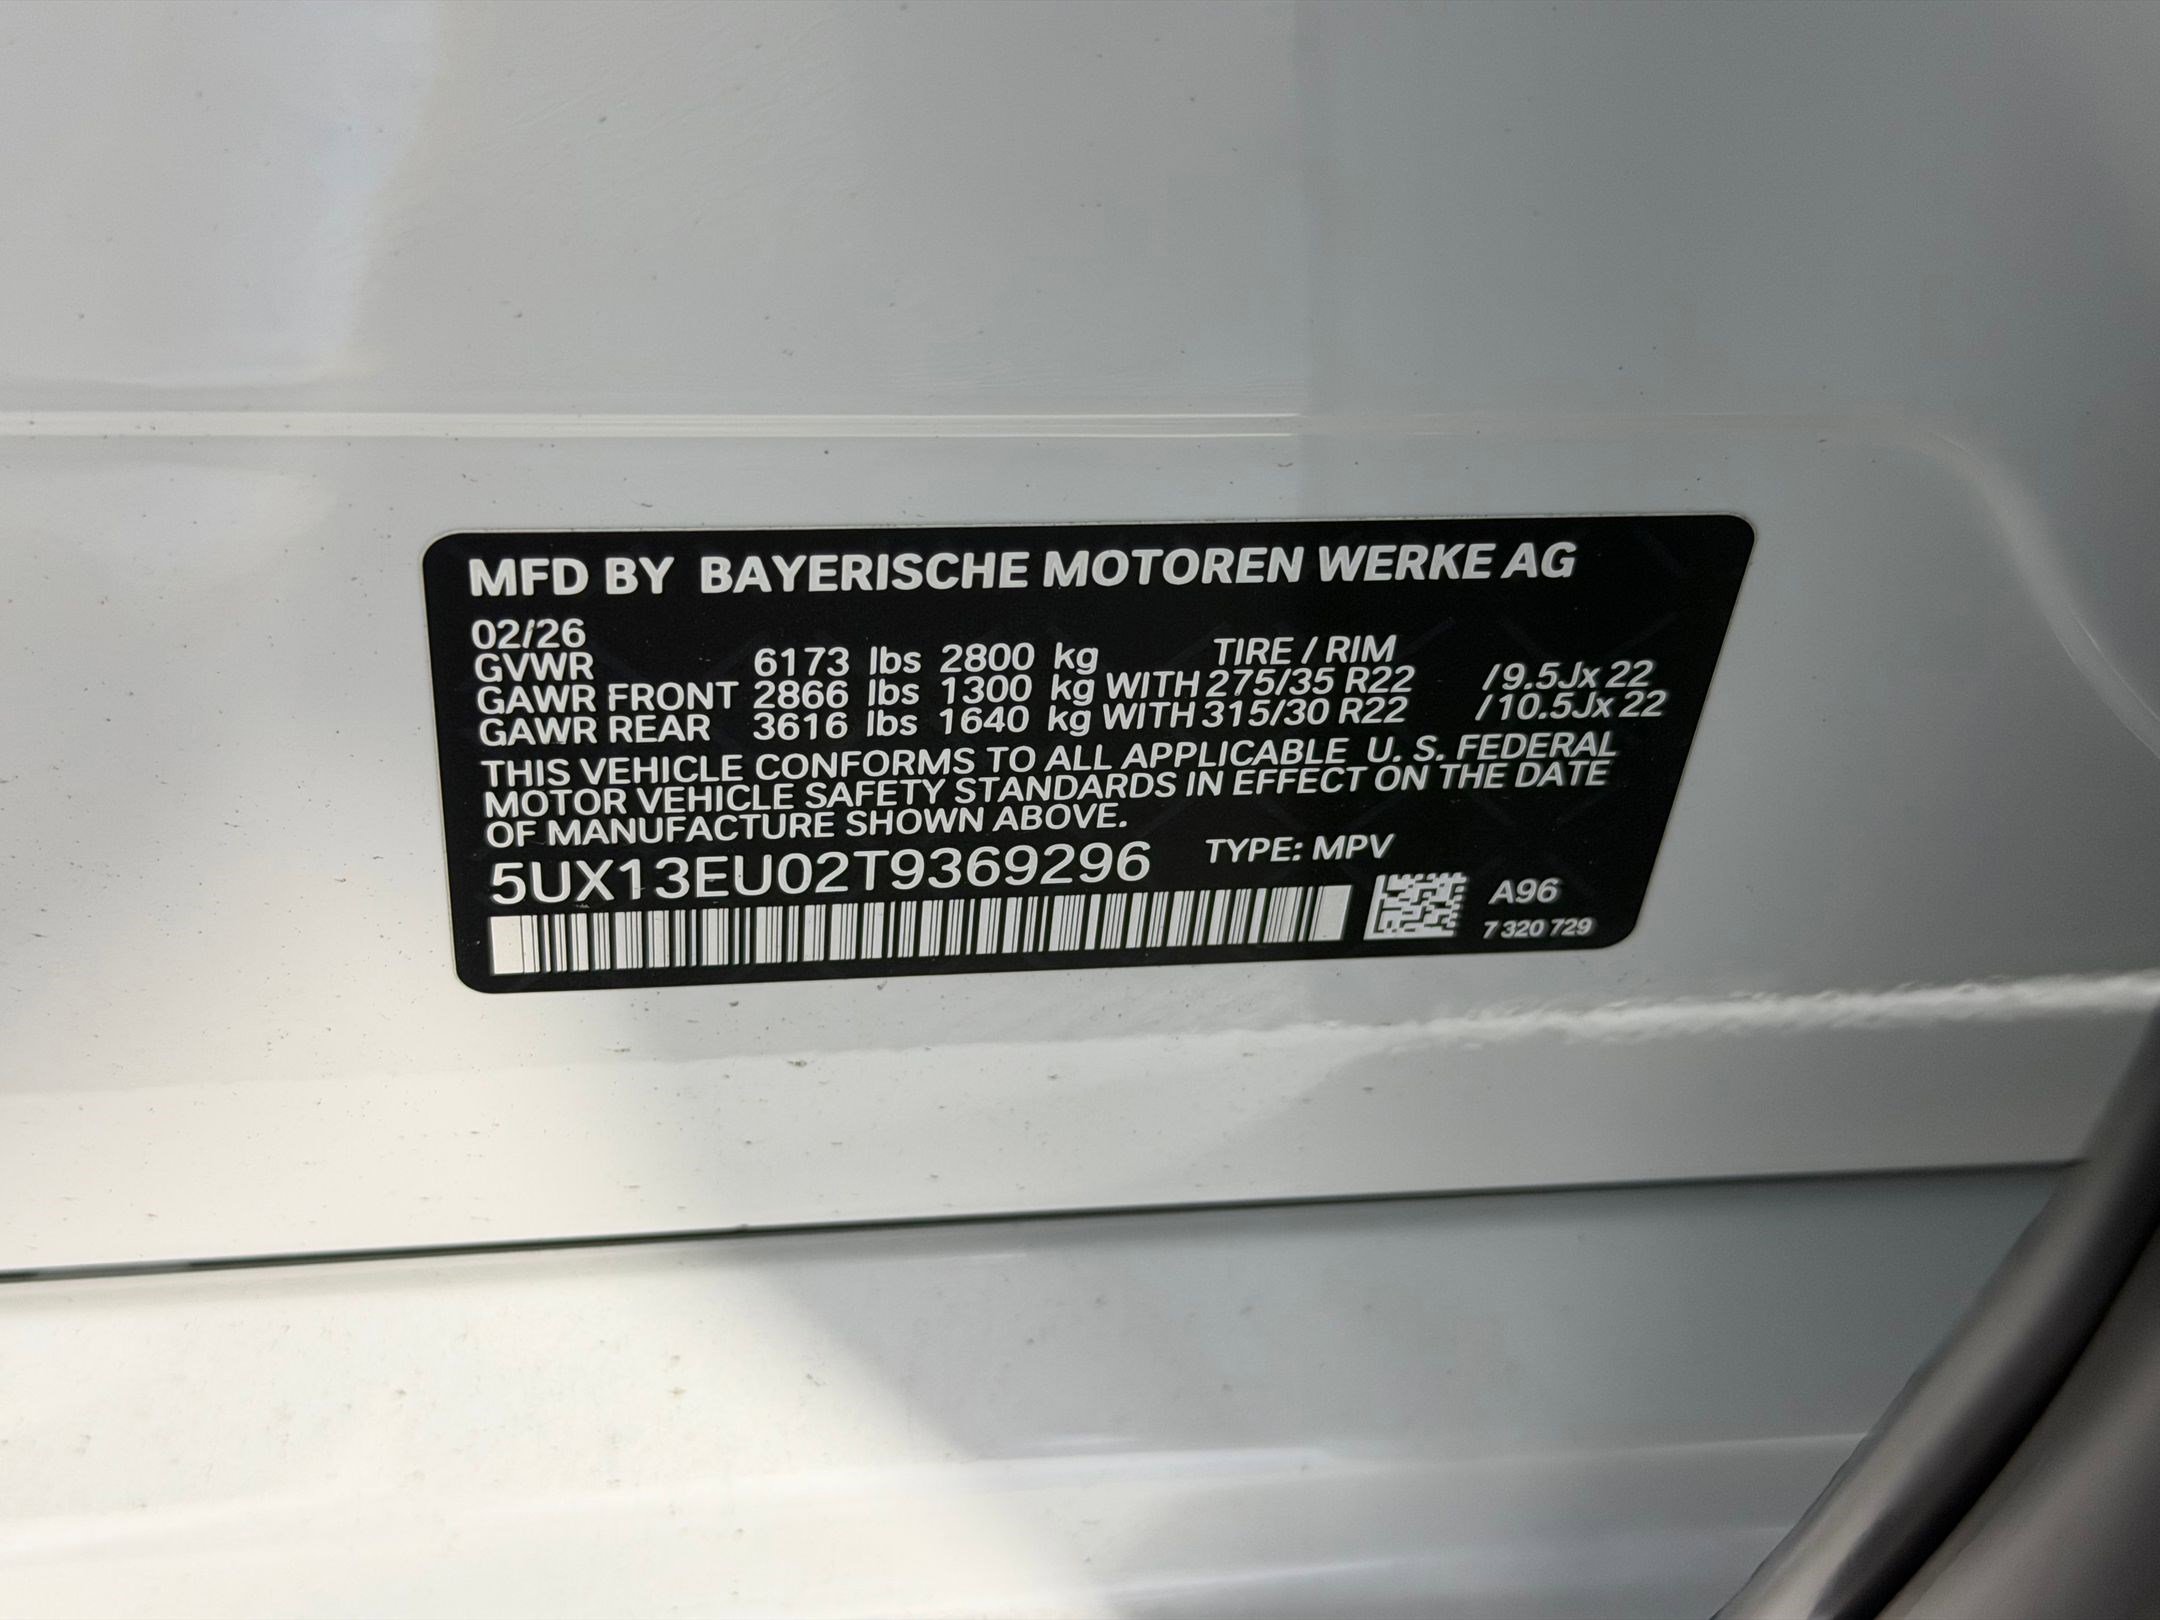 MFD BY BAYERISCHE MOTOREN WERKE AG
02/26
GVWR 6173 lbs 2800 kg TIRE / RIM
GAWR FRONT 2866 lbs 1300 kg WITH 275/35 R22 /9.5Jx 22
GAWR REAR 3616 lbs 1640 kg WITH 315/30 R22 /10.5Jx 22
THIS VEHICLE CONFORMS TO ALL APPLICABLE U. S. FEDERAL
MOTOR VEHICLE SAFETY STANDARDS IN EFFECT ON THE DATE
OF MANUFACTURE SHOWN ABOVE.
5UX13EU02T9369296 TYPE: MPV
A96
7 320 729